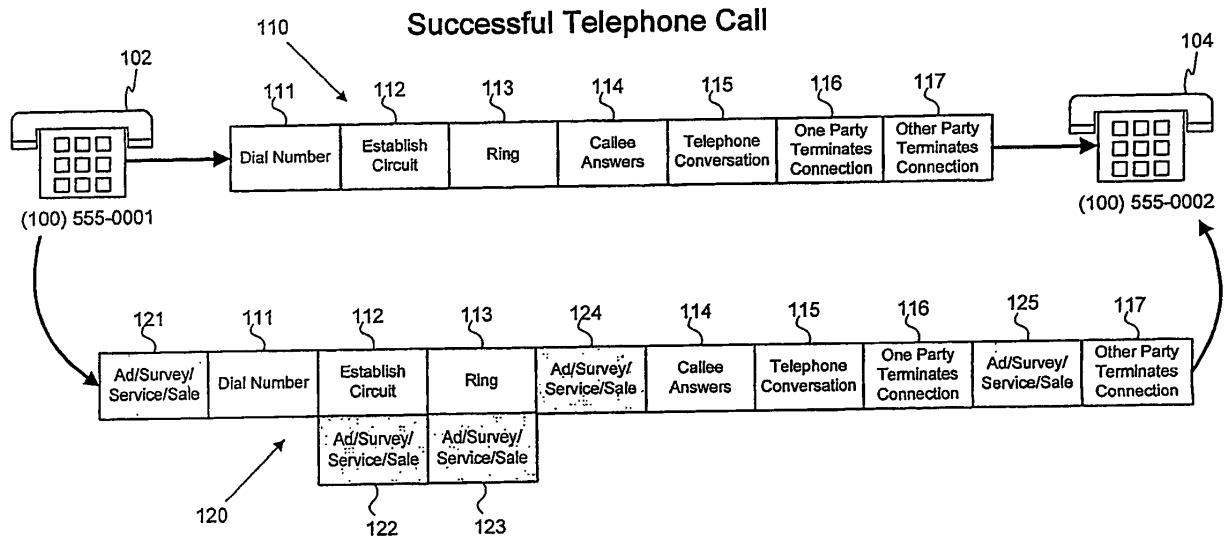 Successful Telephone Call
110
102
104
111
112
113
114
115
116
117
Dial Number
Establish
Circuit
Ring
Callee
Answers
Telephone
Conversation
One Party
Terminates
Connection
Other Party
Terminates
Connection
(100) 555-0001
(100) 555-0002
121
111
112
113
124
114
115
116
125
117
Ad/Survey/
Service/Sale
Dial Number
Establish
Circuit
Ring
Ad/Survey/
Service/Sale
Callee
Answers
Telephone
Conversation
One Party
Terminates
Connection
Ad/Survey/
Service/Sale
Other Party
Terminates
Connection
Ad/Survey/
Service/Sale
Ad/Survey/
Service/Sale
120
122
123